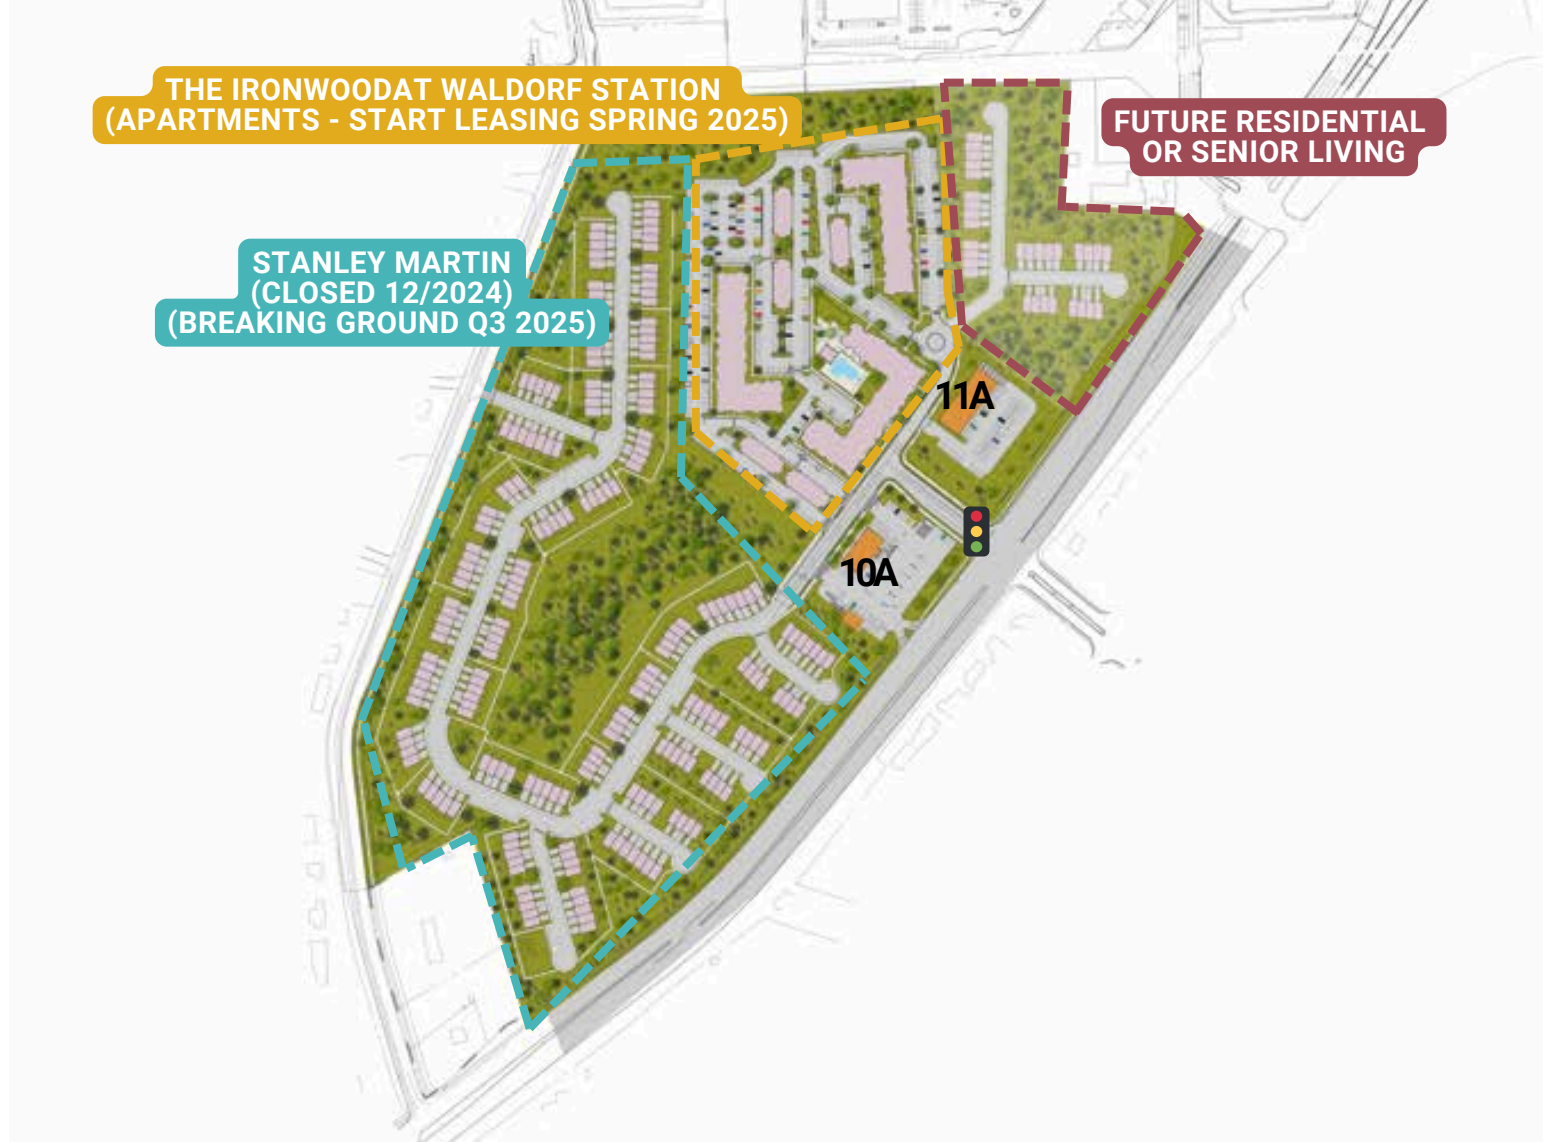 THE IRONWOODAT WALDORF STATION
(APARTMENTS - START LEASING SPRING 2025)
FUTURE RESIDENTIAL
OR SENIOR LIVING
STANLEY MARTIN
(CLOSED 12/2024)
(BREAKING GROUND Q3 2025)
11A
10A